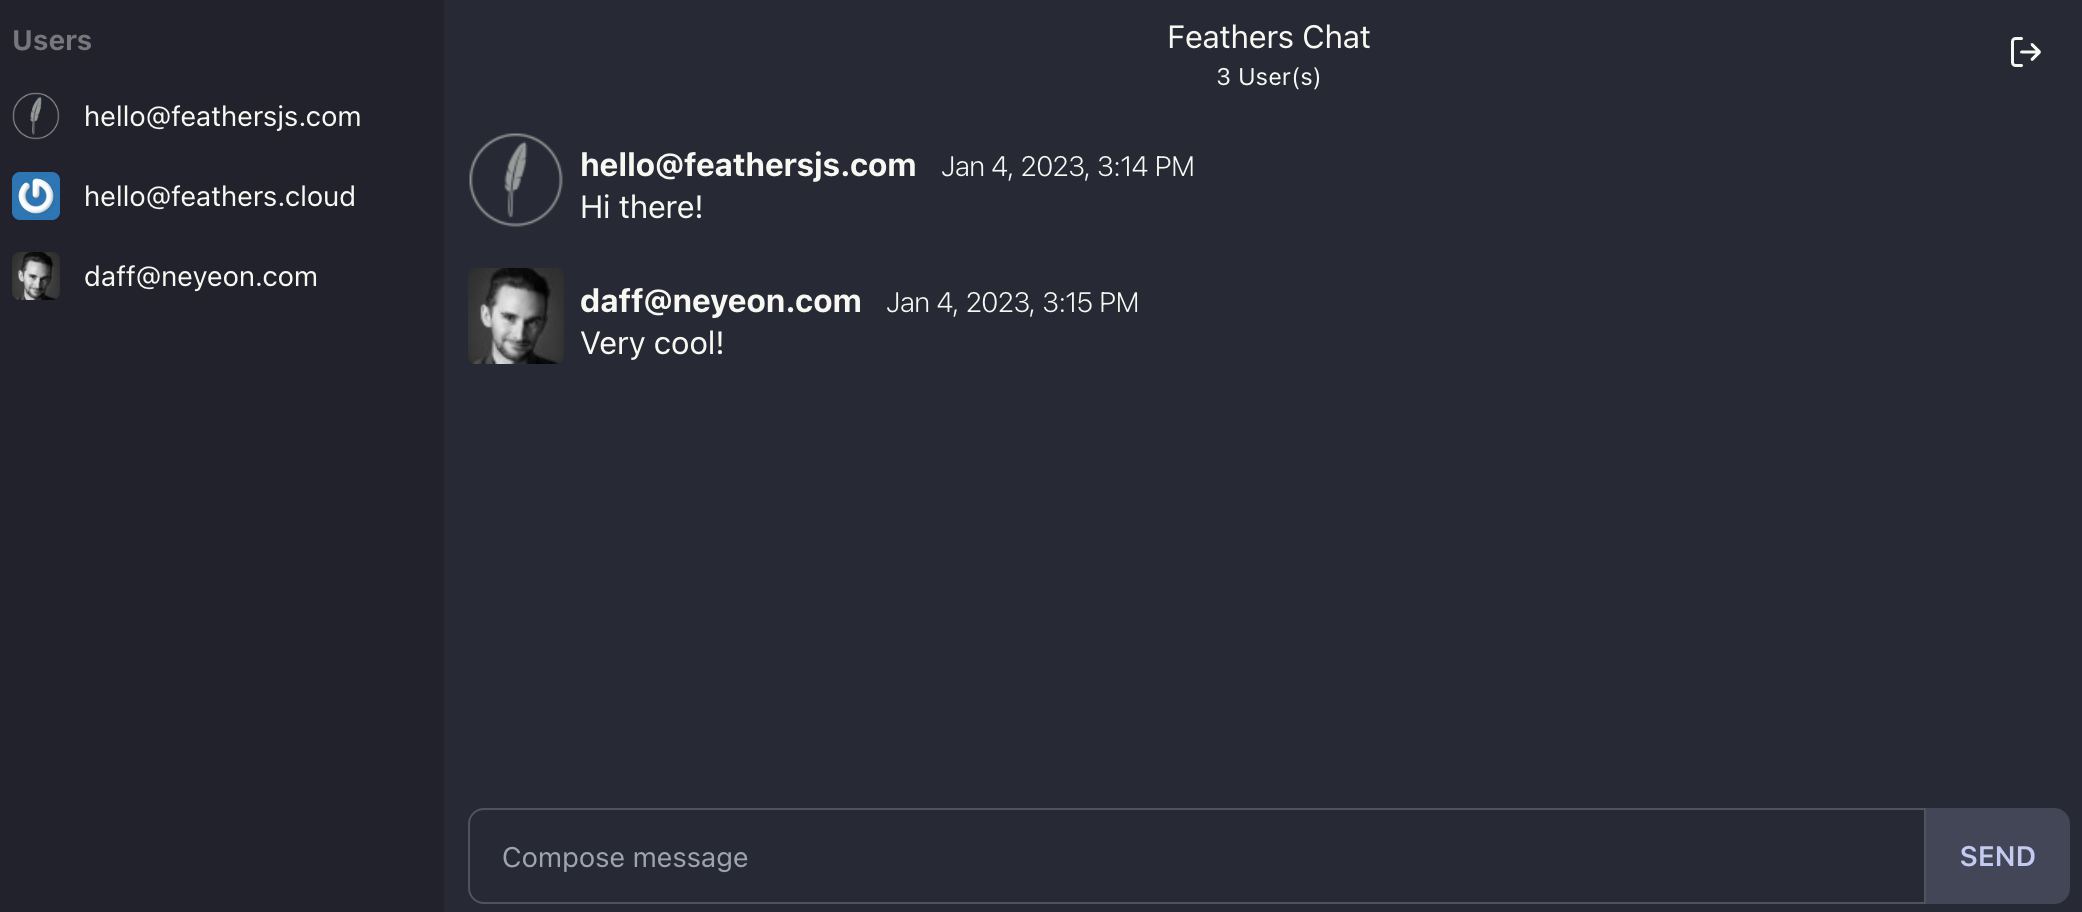 Users
hello@feathersjs.com
hello@feathers.cloud
daff@neyeon.com
Feathers Chat
3 User(s)
hello@feathersjs.com Jan 4, 2023, 3:14 PM
Hi there!
daff@neyeon.com Jan 4, 2023, 3:15 PM
Very cool!
Compose message
SEND